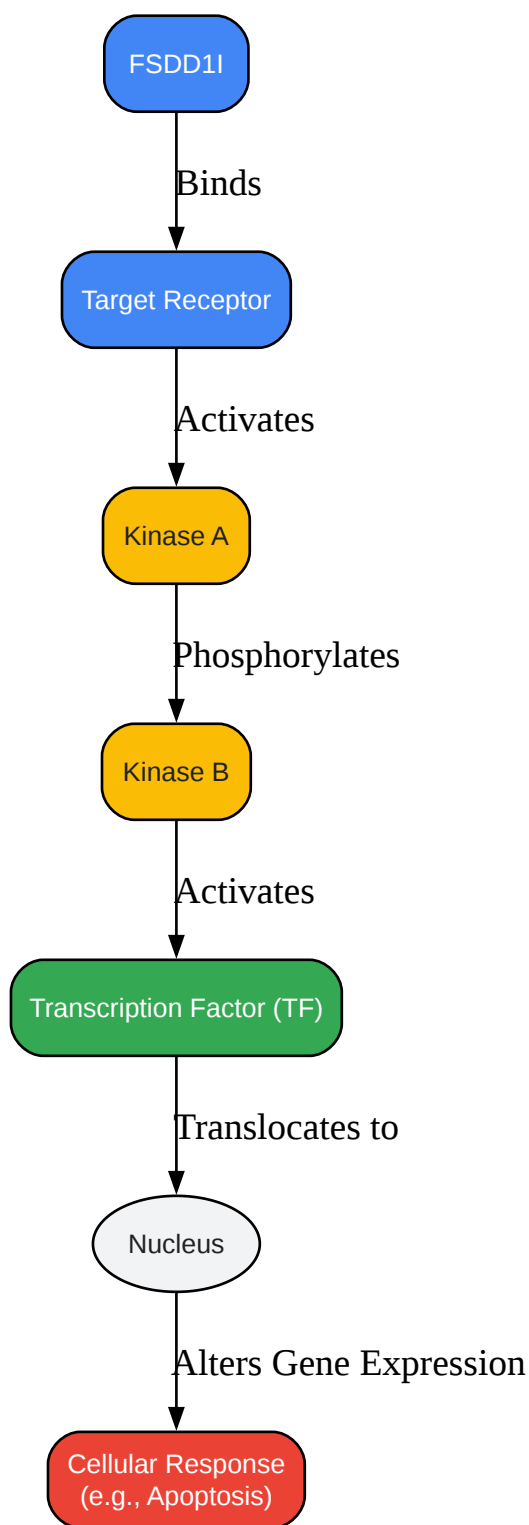 FSDD1I
Binds
Target Receptor
Activates
Kinase A
Phosphorylates
Kinase B
Activates
Transcription Factor (TF)
Translocates to
Nucleus
Alters Gene Expression
Cellular Response
(e.g., Apoptosis)